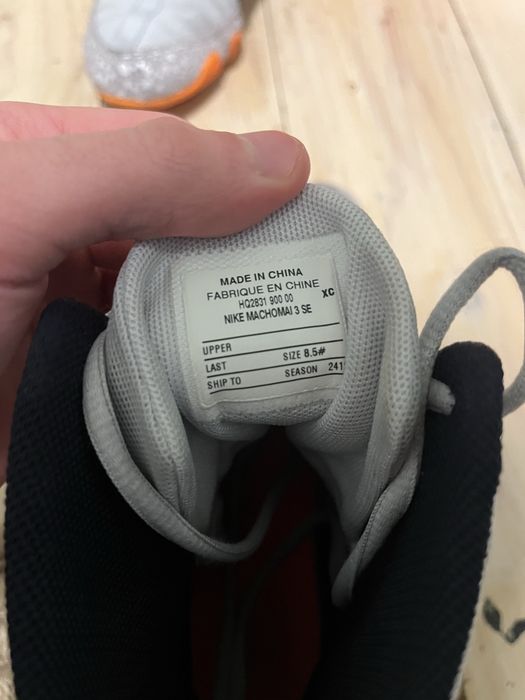 MADE IN CHINA
FABRIQUE EN CHINE
HQ2831 900 00 XC
NIKE MACHOMAI 3 SE
UPPER
LAST SIZE 8.5#
SHIP TO SEASON 241